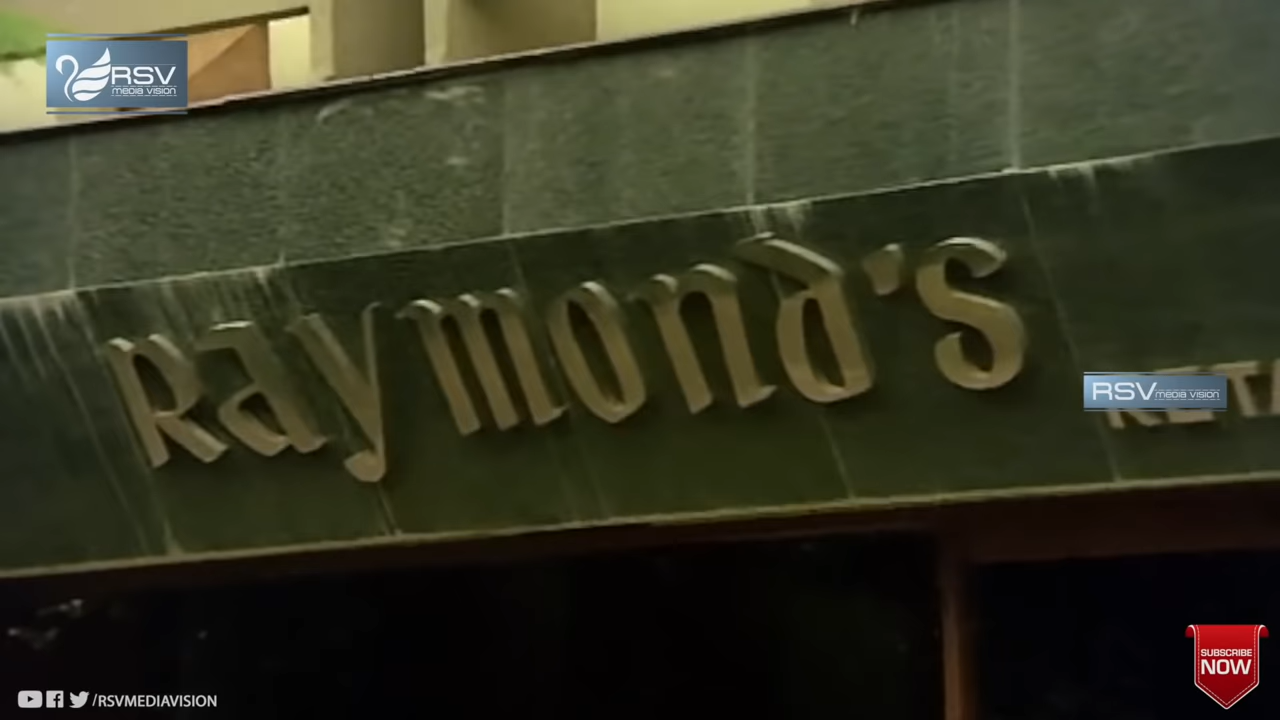 RSV
media vision
Raymond's
RSV media vision
SUBSCRIBE
NOW
/RSVMEDIAVISION